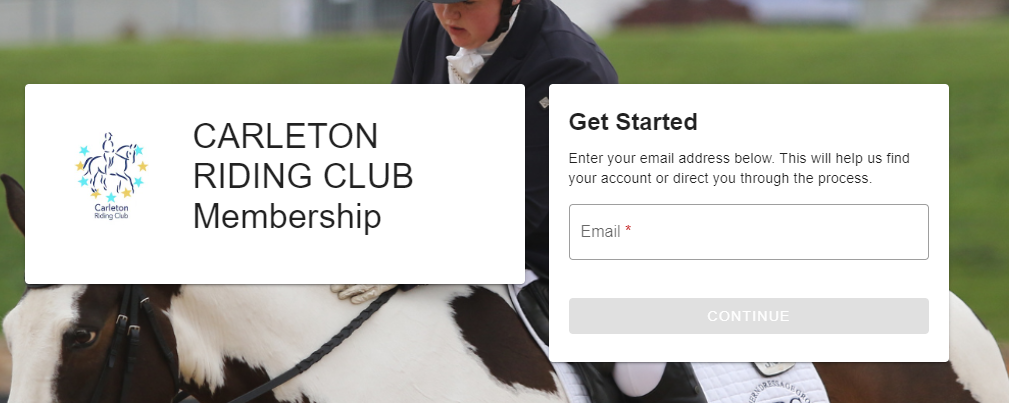 CARLETON
RIDING CLUB
Membership
Carleton
Riding Club
Get Started
Enter your email address below. This will help us find
your account or direct you through the process.
Email *
CONTINUE